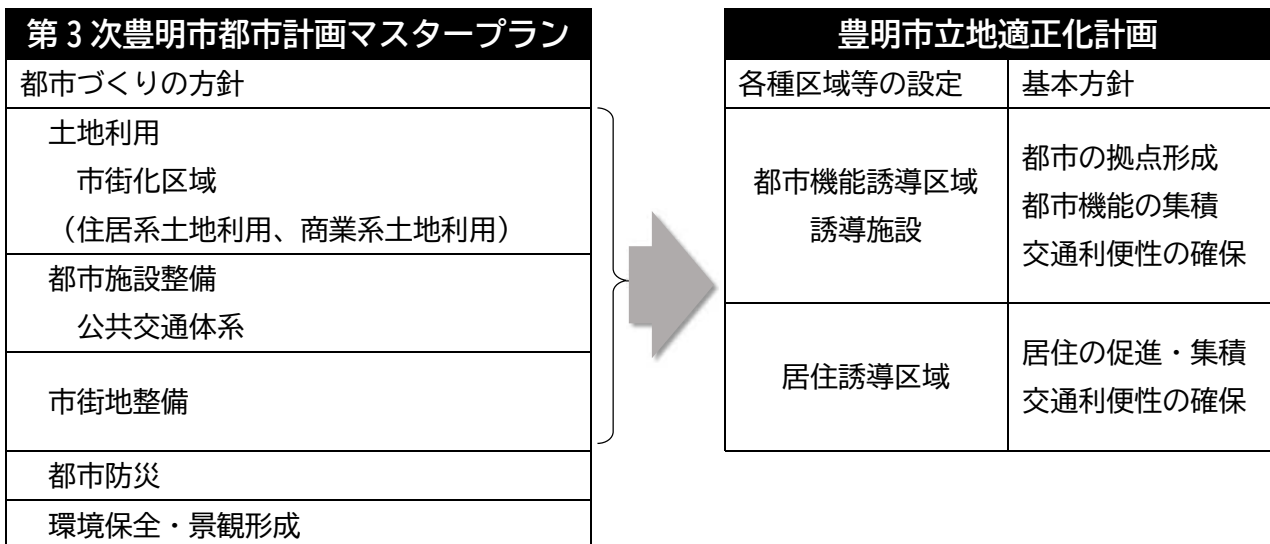 第3次豊明市都市計画マスタープラン
都市づくりの方針
土地利用
市街化区域
（住居系土地利用、商業系土地利用）
都市施設整備
公共交通体系
市街地整備
都市防災
環境保全・景観形成
豊明市立地適正化計画
各種区域等の設定
基本方針
都市機能誘導区域
誘導施設
都市の拠点形成
都市機能の集積
交通利便性の確保
居住誘導区域
居住の促進・集積
交通利便性の確保